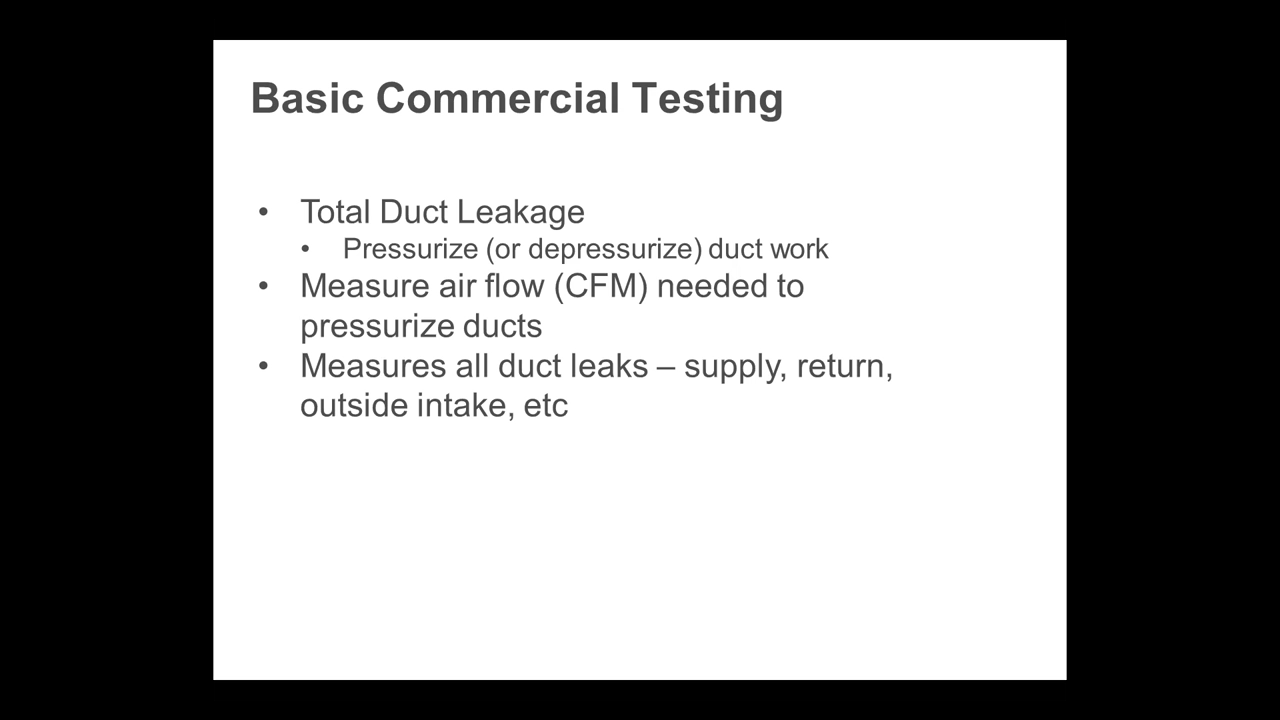 Basic Commercial Testing
• Total Duct Leakage
• Pressurize (or depressurize) duct work
• Measure air flow (CFM) needed to
pressurize ducts
• Measures all duct leaks – supply, return,
outside intake, etc